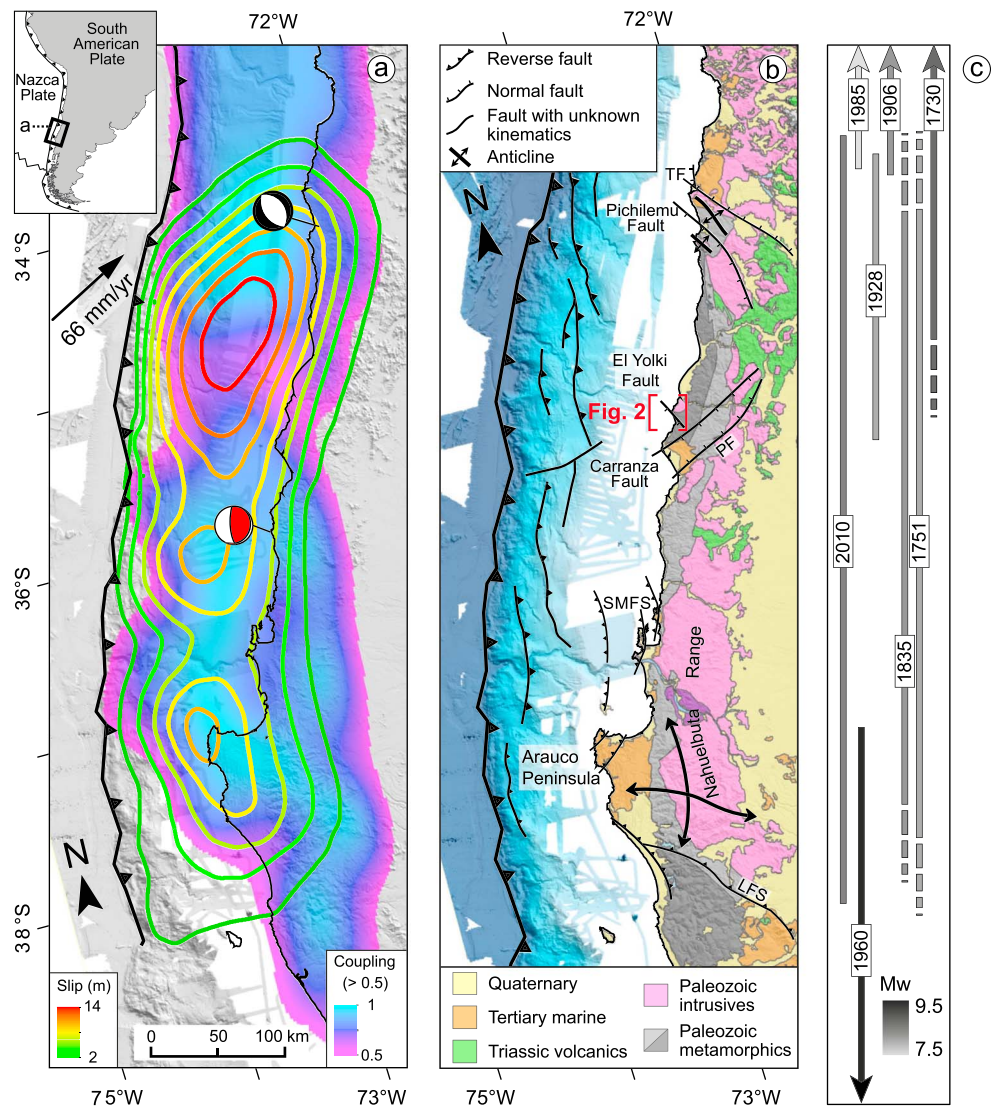 72°W
South
American
Plate
Nazca
Plate
a
a
34°S
66 mm/yr
36°S
38°S
N
Slip (m)
14
2
0
50
100 km
Coupling
(> 0.5)
1
0.5
75°W
73°W
72°W
Reverse fault
Normal fault
Fault with unknown
kinematics
Anticline
b
N
TF
Pichilemu
Fault
El Yolki
Fault
Fig. 2
PF
Carranza
Fault
SMFS
Nahuelbuta Range
Arauco
Peninsula
LFS
Quaternary
Tertiary marine
Triassic volcanics
Paleozoic
intrusives
Paleozoic
metamorphics
75°W
73°W
c
1985
1906
1730
1928
2010
1751
1835
1960
Mw
9.5
7.5